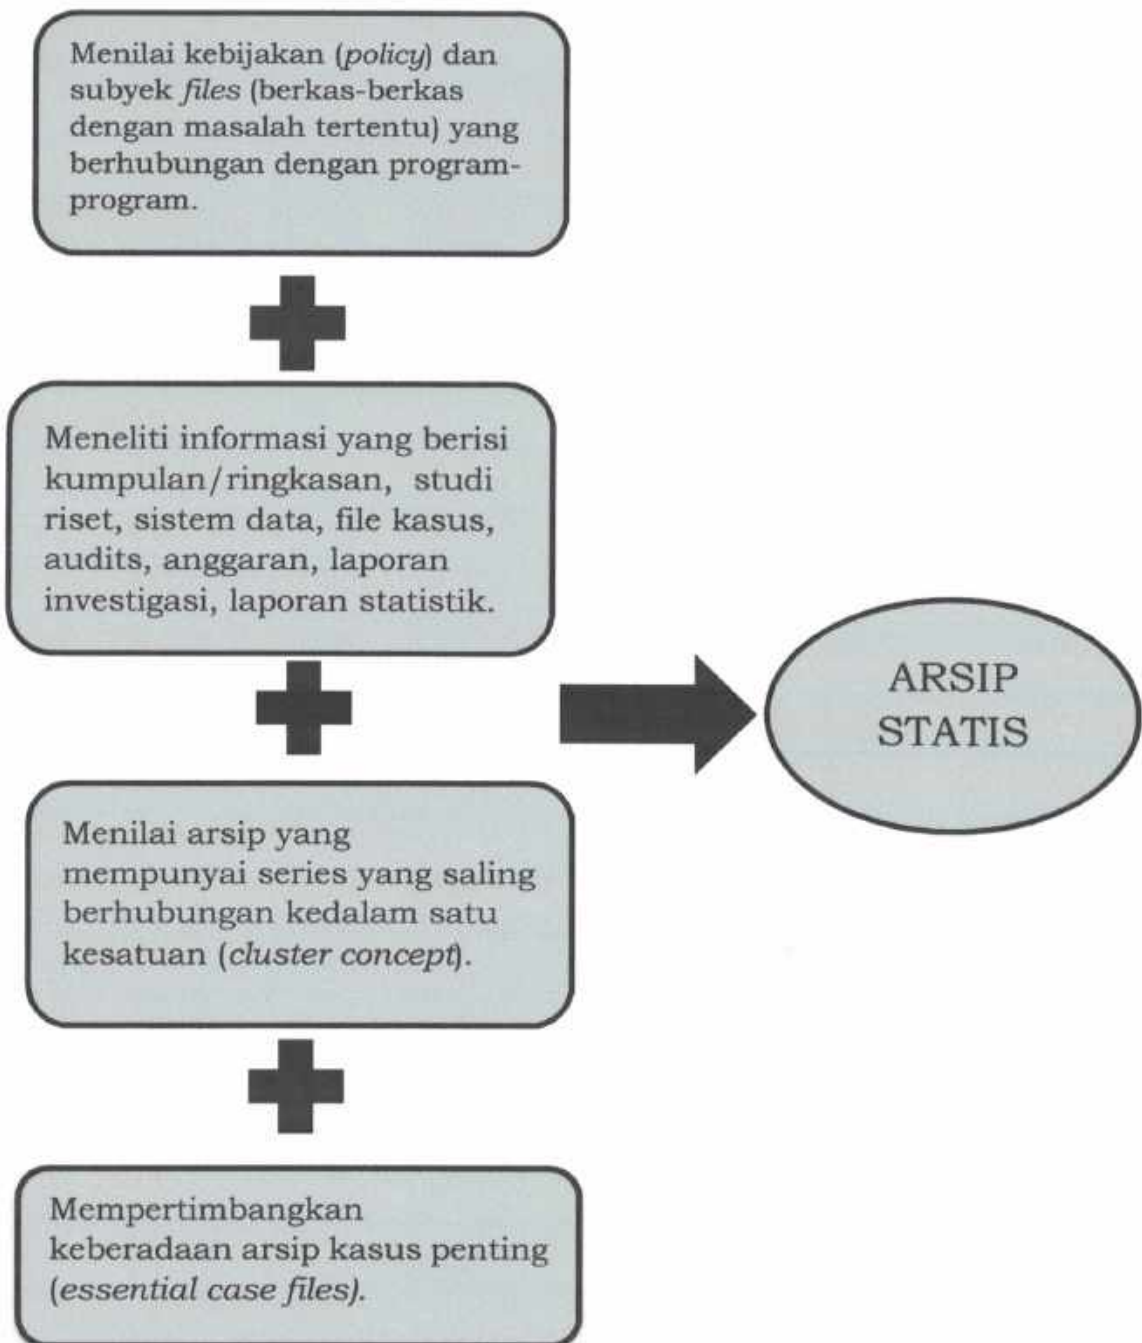 Menilai kebijakan (policy) dan
subyek files (berkas-berkas
dengan masalah tertentu) yang
berhubungan dengan program-
program.
Meneliti informasi yang berisi
kumpulan/ringkasan, studi
riset, sistem data, file kasus,
audits, anggaran, laporan
investigasi, laporan statistik.
Menilai arsip yang
mempunyai series yang saling
berhubungan kedalam satu
kesatuan (cluster concept).
Mempertimbangkan
keberadaan arsip kasus penting
(essential case files).
ARSIP
STATIS